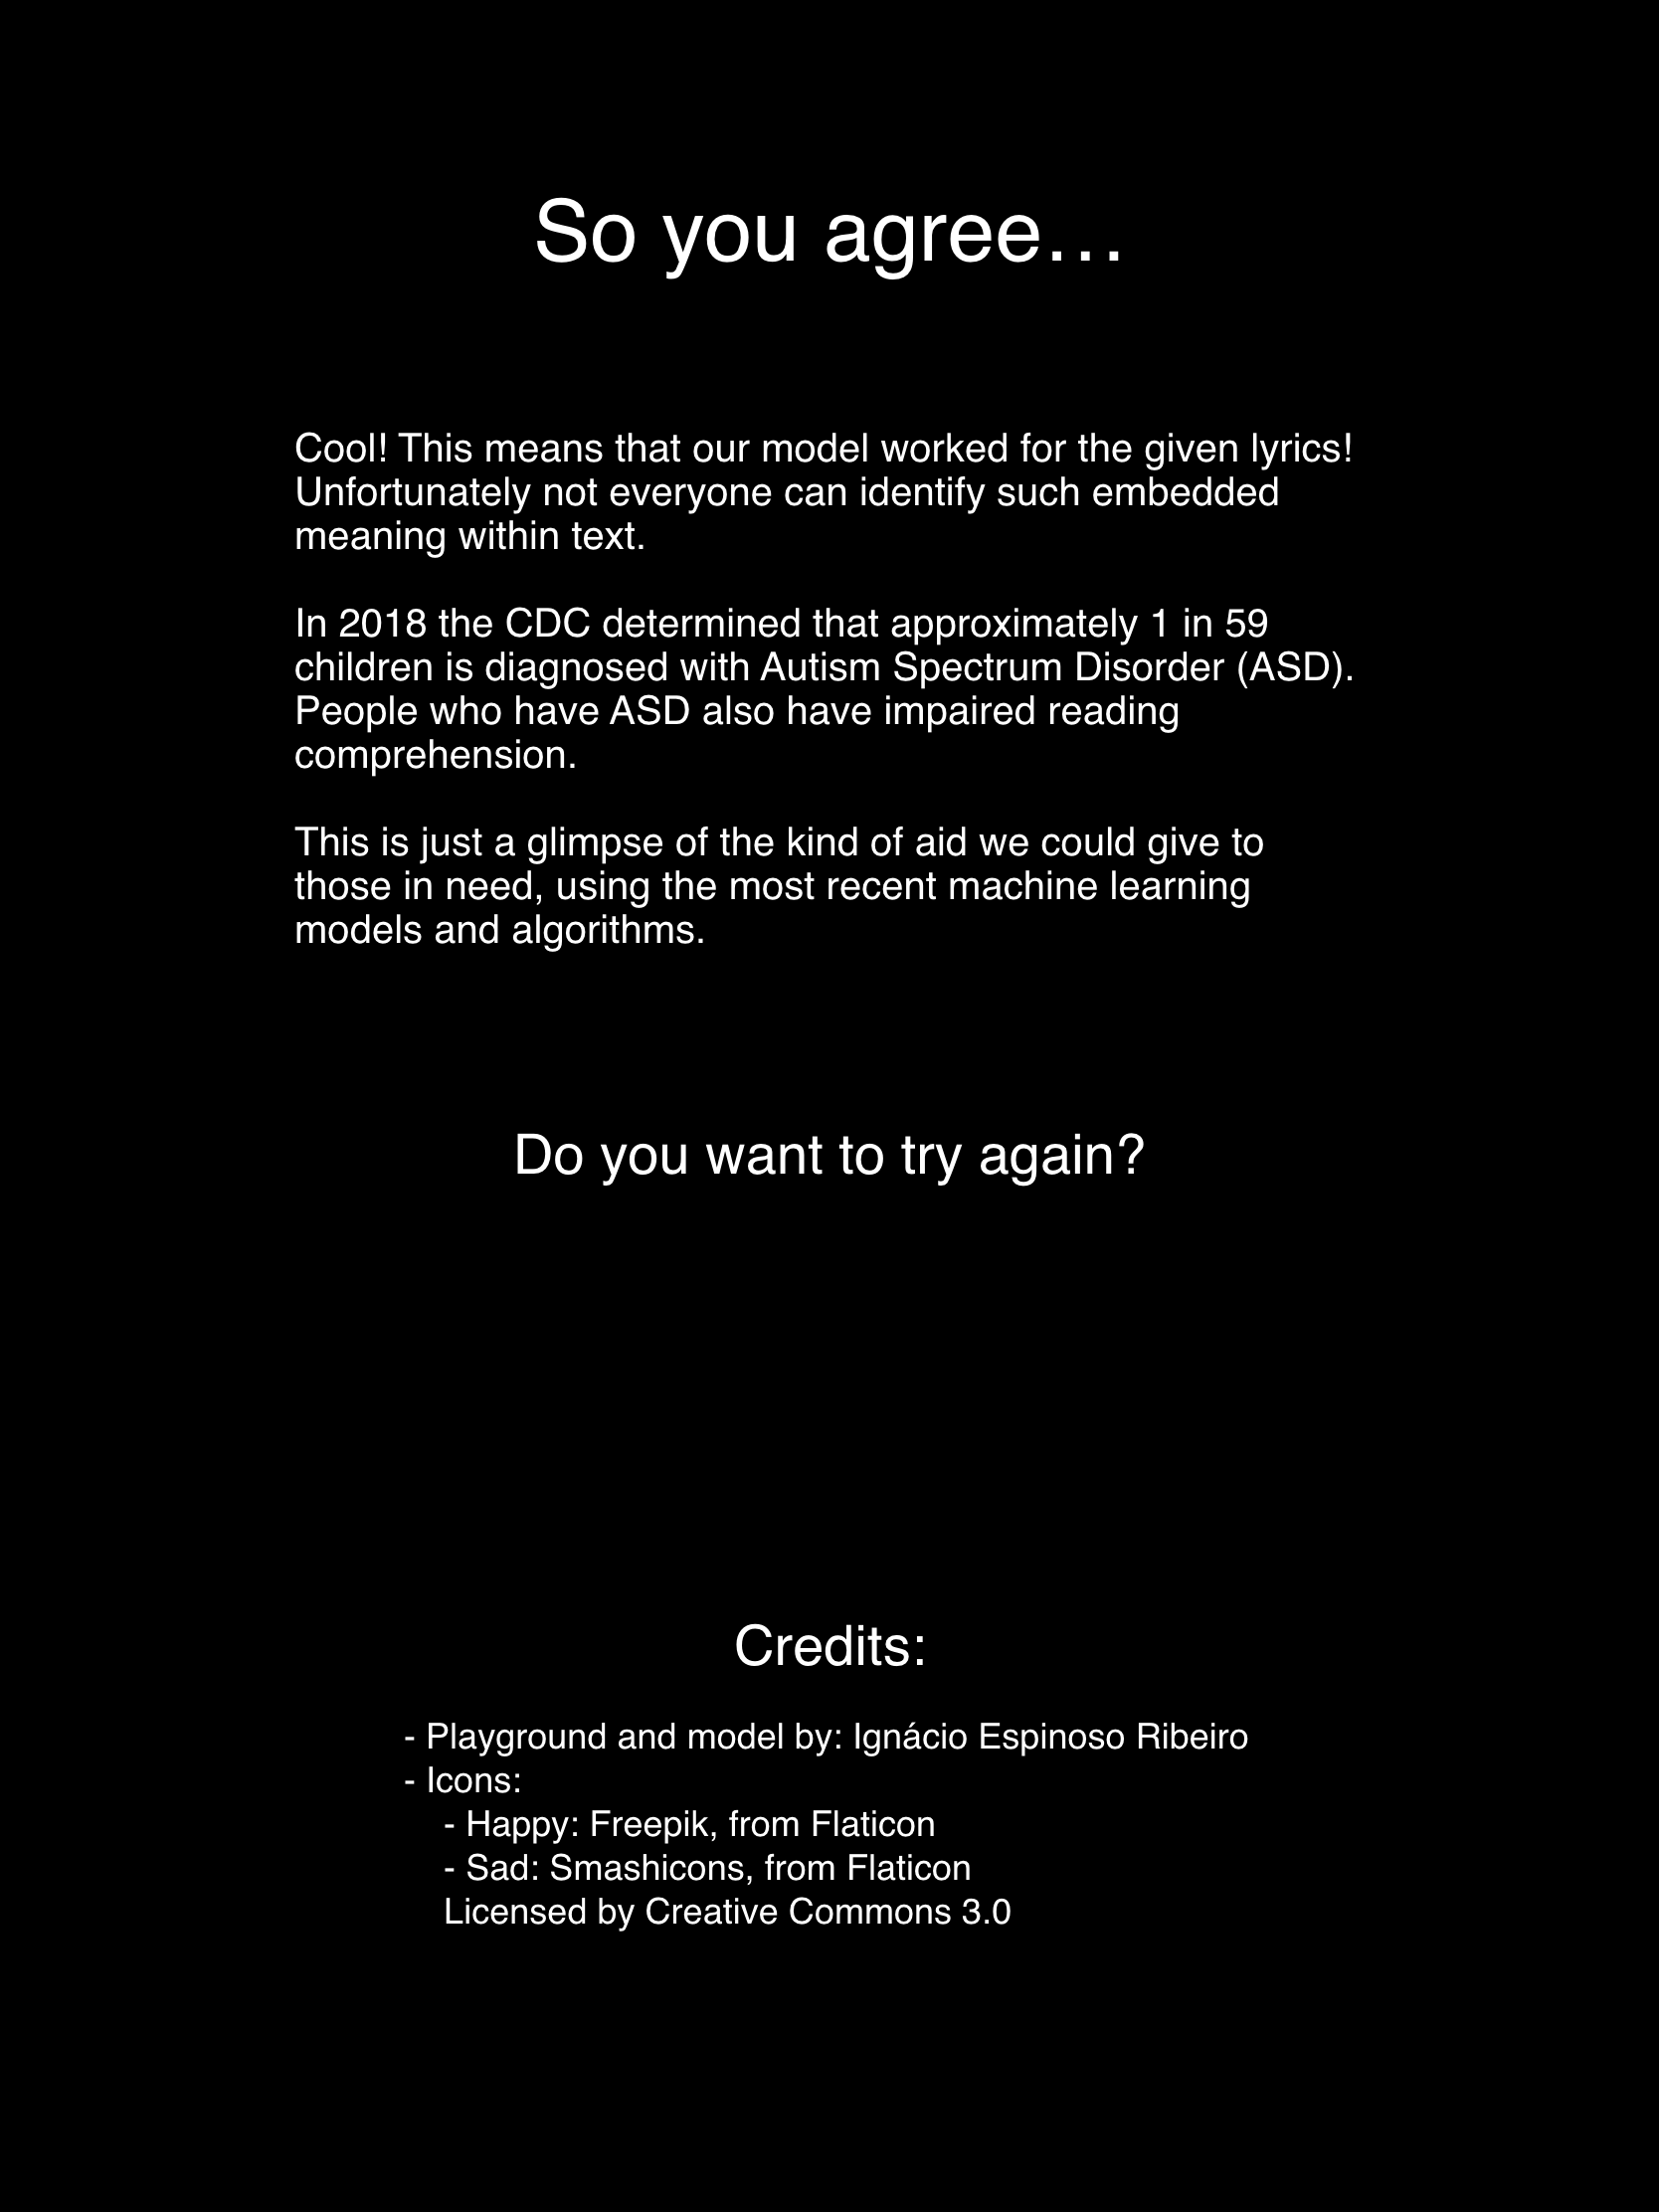 So you agree…
Cool! This means that our model worked for the given lyrics!
Unfortunately not everyone can identify such embedded
meaning within text.
In 2018 the CDC determined that approximately 1 in 59
children is diagnosed with Autism Spectrum Disorder (ASD).
People who have ASD also have impaired reading
comprehension.
This is just a glimpse of the kind of aid we could give to
those in need, using the most recent machine learning
models and algorithms.
Do you want to try again?
Credits:
- Playground and model by: Ignácio Espinoso Ribeiro
- Icons:
- Happy: Freepik, from Flaticon
- Sad: Smashicons, from Flaticon
Licensed by Creative Commons 3.0